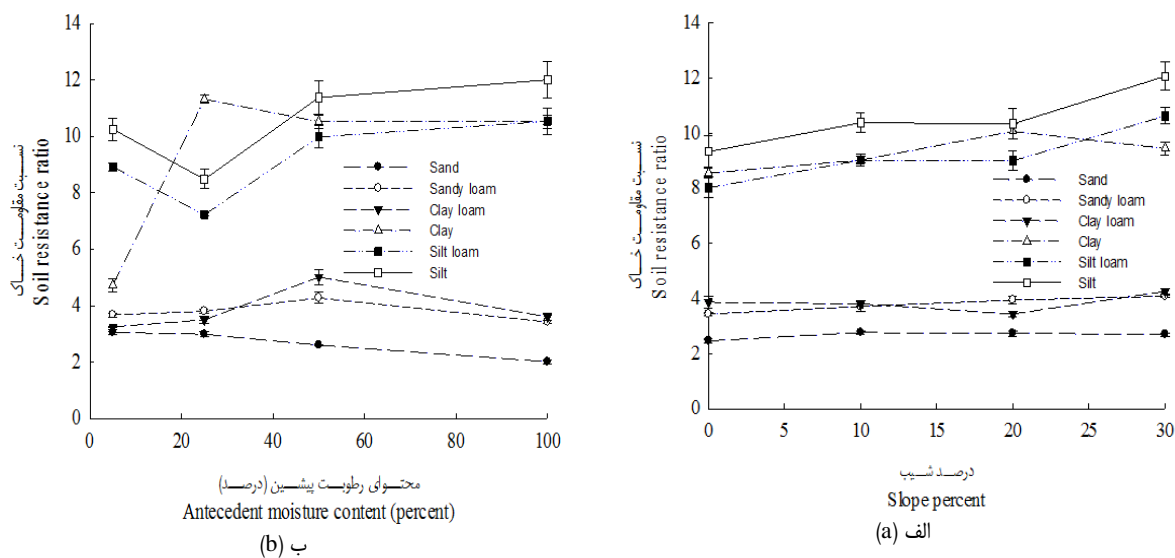 14
12
10
8
6
4
2
0
نسبت مقاومت خاک
Soil resistance ratio
Sand
Sandy loam
Clay loam
Clay
Silt loam
Silt
0 20 40 60 80 100
محتوای رطوبت پیشین (درصد)
Antecedent moisture content (percent)
ب (b)
14
12
10
8
6
4
2
0
نسبت مقاومت خاک
Soil resistance ratio
Sand
Sandy loam
Clay loam
Clay
Silt loam
Silt
0 5 10 15 20 25 30
درصد شیب
Slope percent
الف (a)